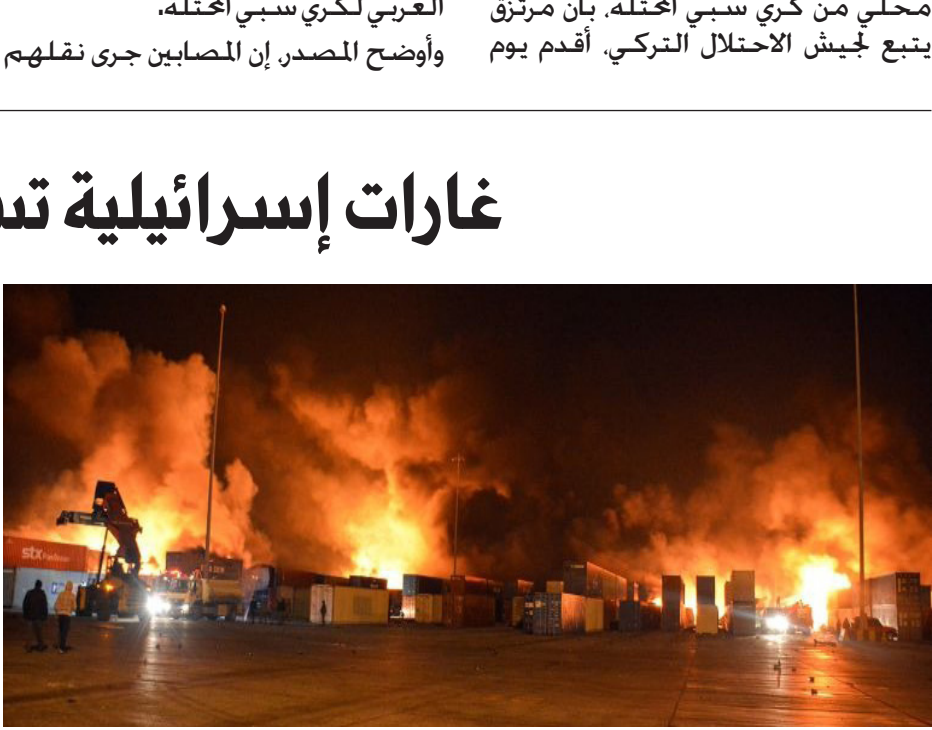 محلي من كري سبي المحتلة، بأن مرتزق
يتبع لجيش الاحتلال التركي، أقدم يوم
العربي لكري سبي المحتلة.
وأوضح المصدر، إن المصابين جرى نقلهم
غارات إسرائيلية
stx